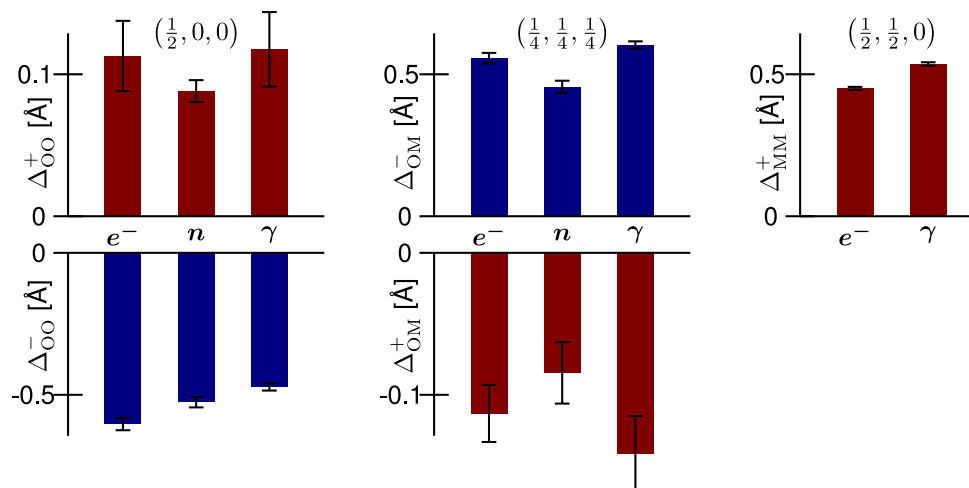 (1/2, 0, 0)
0.1
Δ⁺OO [Å]
0
e⁻ n γ
0
Δ⁻OO [Å]
-0.5
(1/4, 1/4, 1/4)
0.5
Δ⁻OM [Å]
0
e⁻ n γ
0
Δ⁺OM [Å]
-0.1
(1/2, 1/2, 0)
0.5
Δ⁺MM [Å]
0
e⁻ γ